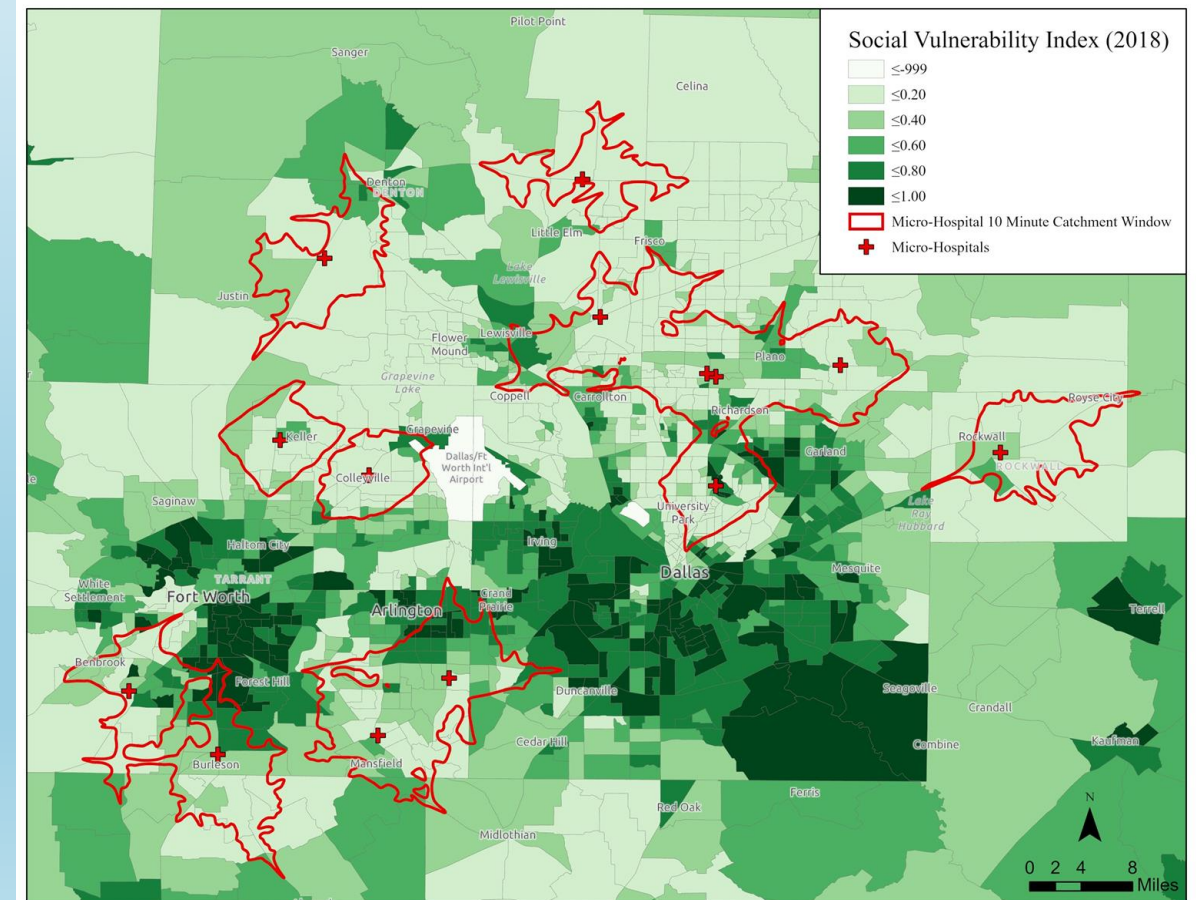 Social Vulnerability Index (2018)
≤-999
≤0.20
≤0.40
≤0.60
≤0.80
≤1.00
Micro-Hospital 10 Minute Catchment Window
Micro-Hospitals
Pilot Point
Sanger
Celina
Denton
DENTON
Little Elm
Frisco
Lake
Lewisville
Justin
Lewisville
Flower
Mound
Plano
Grapevine
Lake
Coppell
Carrollton
Royse City
Richardson
Keller
Grapevine
Rockwall
Garland
Dallas/Ft
Worth Int'l
Airport
ROCKWALL
Colleyville
Saginaw
University
Park
Lake
Ray
Hubbard
Haltom City
Irving
Mesquite
Dallas
TARRANT
White
Settlement
Fort Worth
Arlington
Grand
Prairie
Terrell
Benbrook
Forest Hill
Duncanville
Seagoville
Crandall
Cedar Hill
Combine
Kaufman
Burleson
Mansfield
Ferris
Red Oak
Midlothian
N
0 2 4 8
Miles